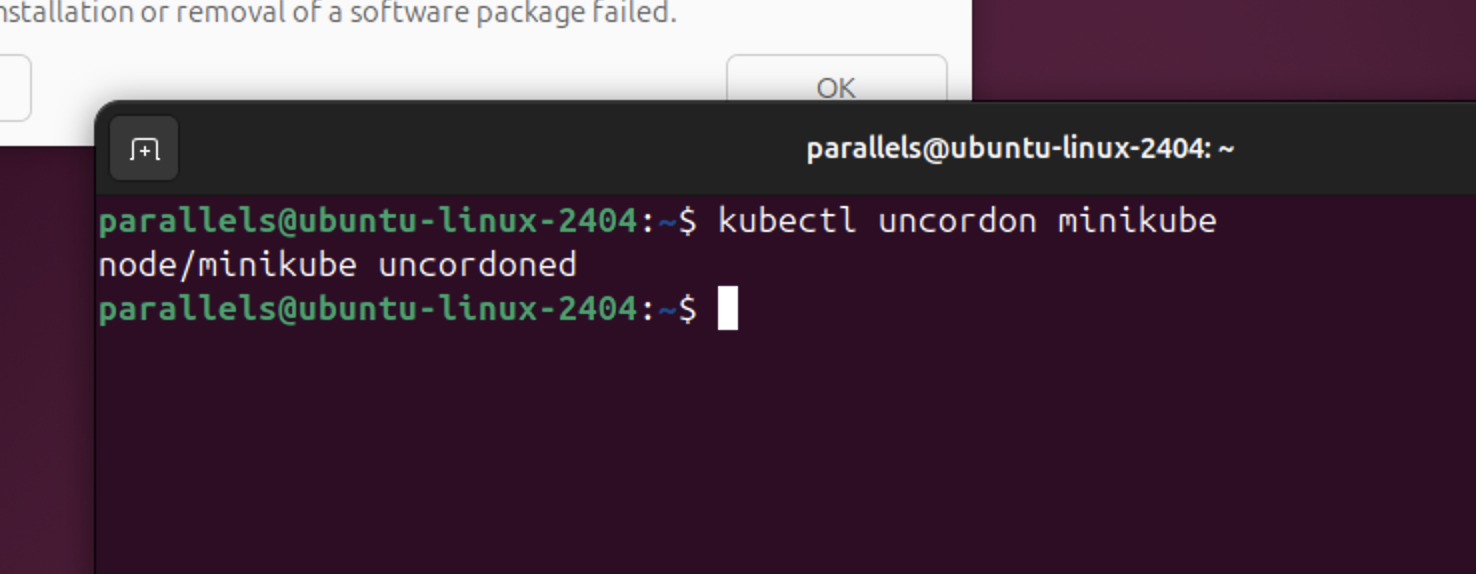 nstallation or removal of a software package failed.
OK
parallels@ubuntu-linux-2404: ~
parallels@ubuntu-linux-2404:~$ kubectl uncordon minikube
node/minikube uncordoned
parallels@ubuntu-linux-2404:~$